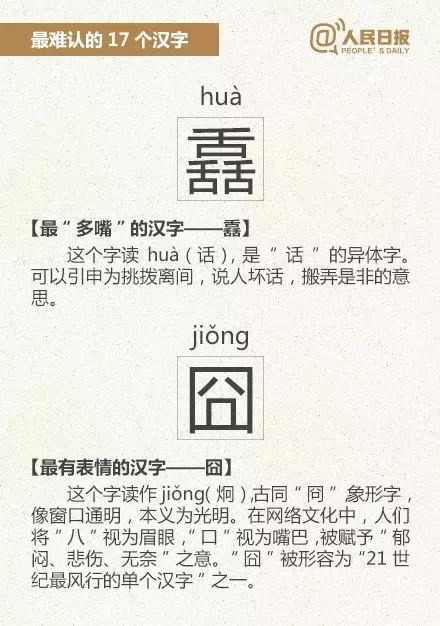 最难认的 17 个汉字
@人民日报
PEOPLE'S DAILY
huà
舙
【最“多嘴”的汉字——舙】
这个字读 huà（话），是“ 话 ”的异体字。
可以引申为挑拨离间，说人坏话，搬弄是非的意
思。
jiǒng
囧
【最有表情的汉字——囧】
这个字读作jiǒng( 炯 ),古同“ 冏 ”,象形字，
像窗口通明，本义为光明。在网络文化中，人们
将“ 八 ”视为眉眼，“ 口 ”视为嘴巴，被赋予“ 郁
闷、悲伤、无奈 ”之意。“ 囧 ”被形容为“21 世
纪最风行的单个汉字 ”之一。